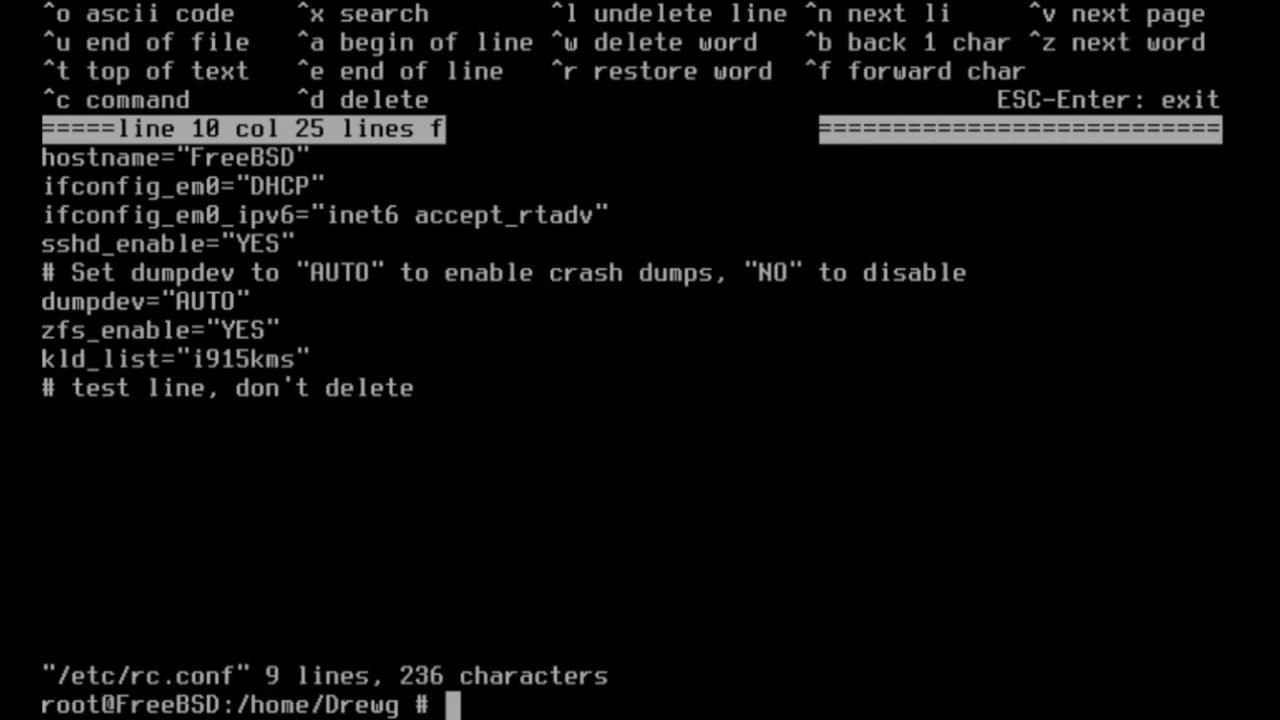 ^o ascii code ^x search ^l undelete line ^n next li ^v next page
^u end of file ^a begin of line ^w delete word ^b back 1 char ^z next word
^t top of text ^e end of line ^r restore word ^f forward char
^c command ^d delete ESC-Enter: exit
=====line 10 col 25 lines f ===========================
hostname="FreeBSD"
ifconfig_em0="DHCP"
ifconfig_em0_ipv6="inet6 accept_rtadv"
sshd_enable="YES"
# Set dumpdev to "AUTO" to enable crash dumps, "NO" to disable
dumpdev="AUTO"
zfs_enable="YES"
kld_list="i915kms"
# test line, don't delete
"/etc/rc.conf" 9 lines, 236 characters
root@FreeBSD:/home/Drewg #